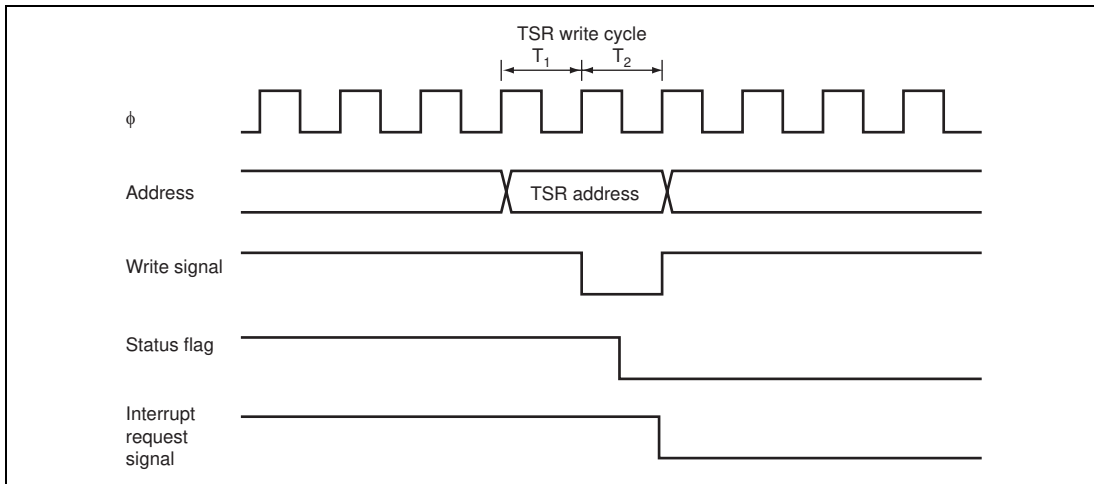 TSR write cycle
T1 T2
ϕ
Address
TSR address
Write signal
Status flag
Interrupt
request
signal